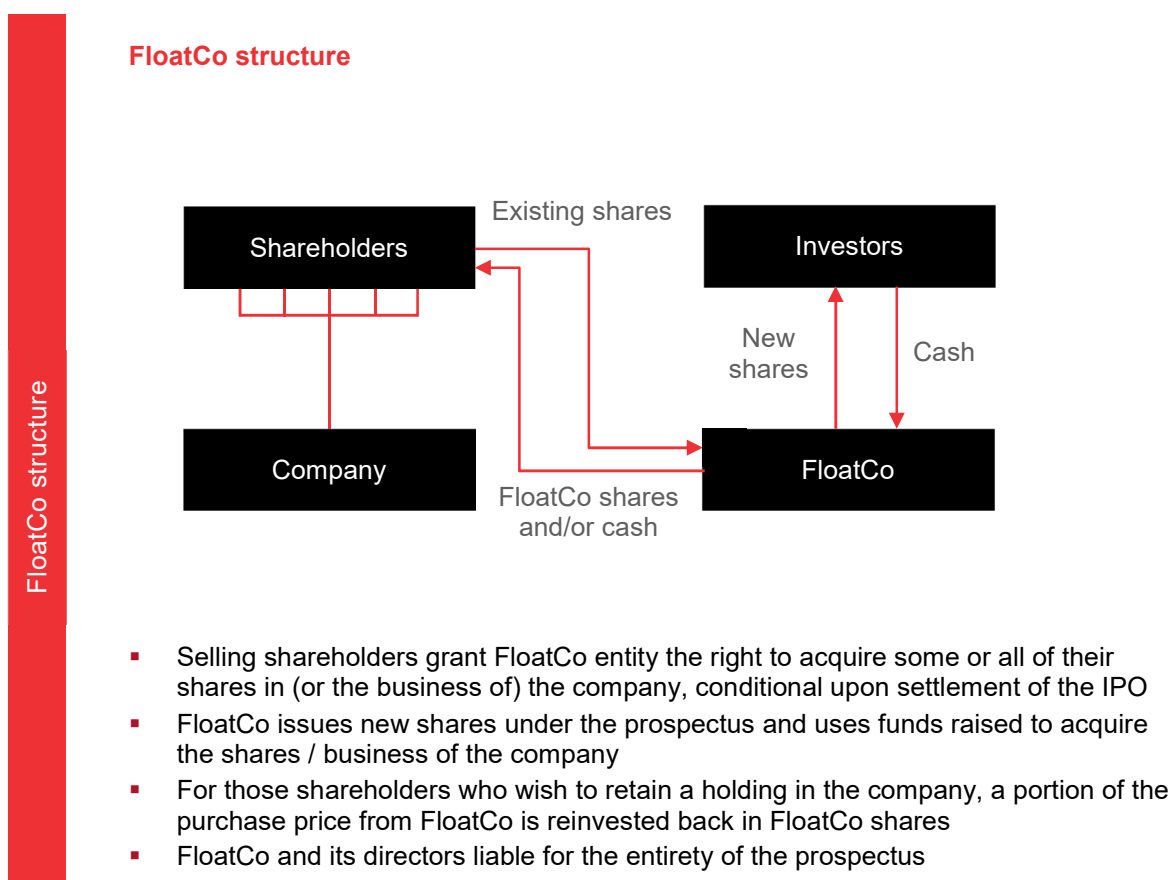 FloatCo structure
Existing shares
Shareholders
Investors
New
shares
Cash
Company
FloatCo
FloatCo shares
and/or cash
FloatCo structure
▪ Selling shareholders grant FloatCo entity the right to acquire some or all of their
shares in (or the business of) the company, conditional upon settlement of the IPO
▪ FloatCo issues new shares under the prospectus and uses funds raised to acquire
the shares / business of the company
▪ For those shareholders who wish to retain a holding in the company, a portion of the
purchase price from FloatCo is reinvested back in FloatCo shares
▪ FloatCo and its directors liable for the entirety of the prospectus